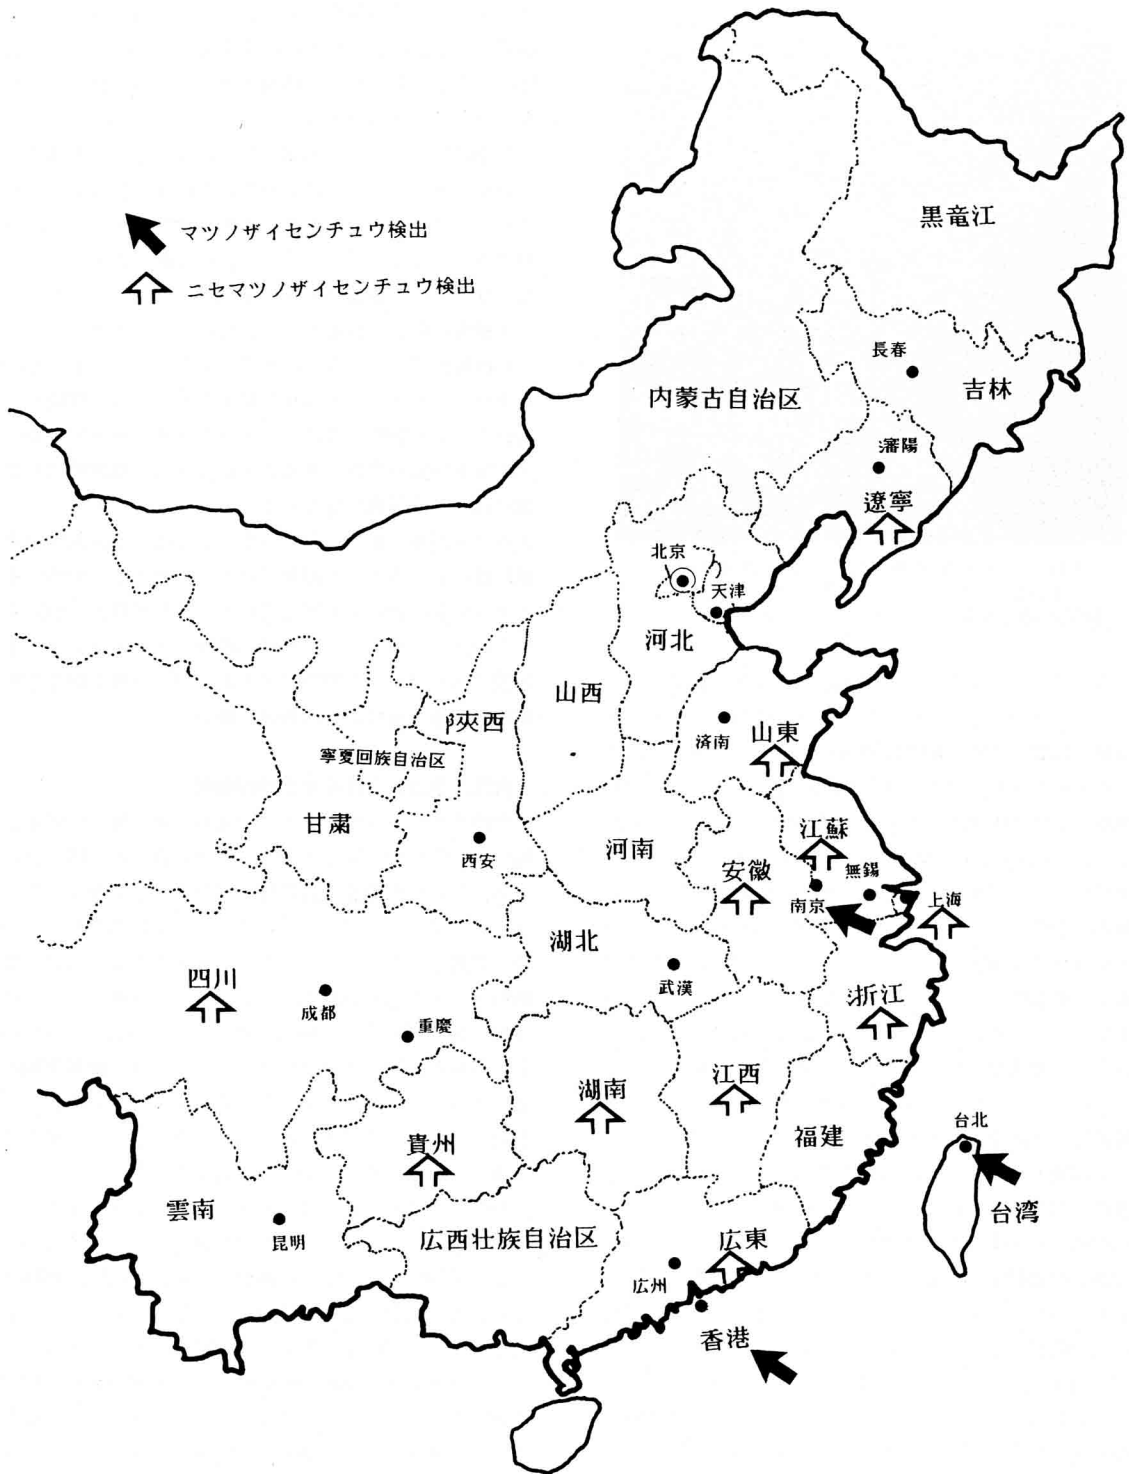 マツノザイセンチュウ検出
ニセマツノザイセンチュウ検出
黒竜江
長春
吉林
内蒙古自治区
瀋陽
遼寧
北京
天津
河北
山西
陝西
済南
山東
寧夏回族自治区
甘粛
西安
河南
江蘇
安徽
無錫
南京
上海
湖北
武漢
四川
成都
重慶
浙江
湖南
江西
福建
貴州
台北
台湾
雲南
昆明
広西壮族自治区
広東
広州
香港